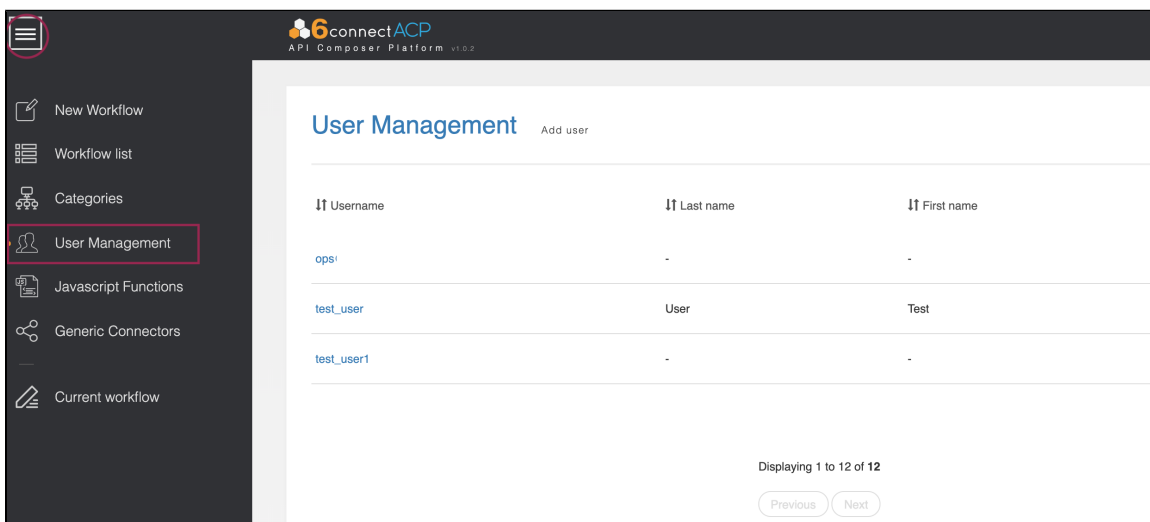 6connect ACP
API Composer Platform v1.0.2
New Workflow
Workflow list
Categories
User Management
Javascript Functions
Generic Connectors
Current workflow
User Management Add user
Username Last name First name
ops - -
test_user User Test
test_user1 - -
Displaying 1 to 12 of 12
Previous Next